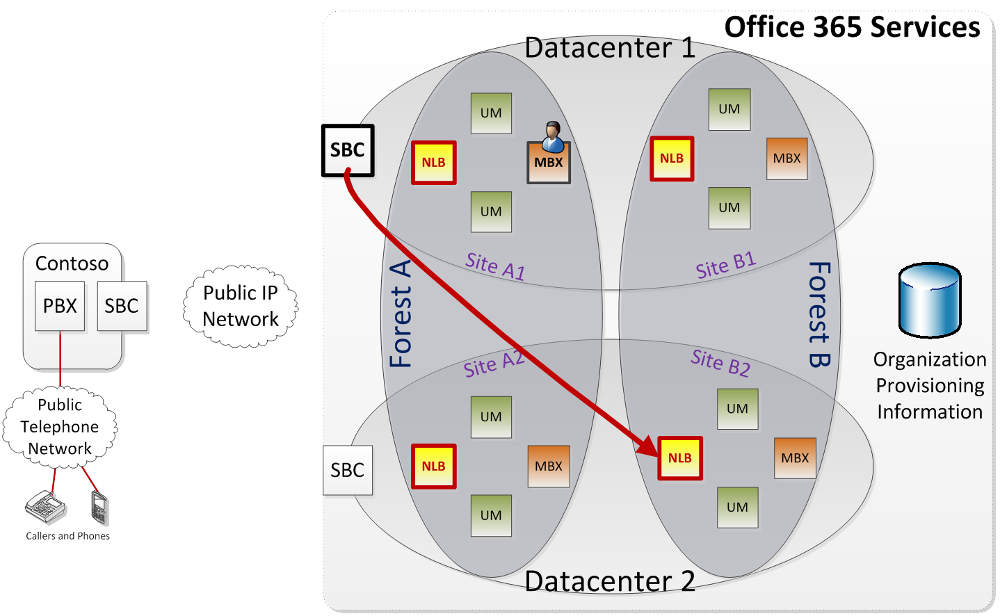 Office 365 Services
Datacenter 1
UM
UM
SBC
NLB
MBX
NLB
MBX
UM
UM
Site A1
Site B1
Contoso
PBX
SBC
Public IP
Network
Forest A
Forest B
Site A2
Site B2
Organization
Provisioning
Information
Public
Telephone
Network
UM
UM
SBC
NLB
MBX
NLB
MBX
UM
UM
Callers and Phones
Datacenter 2